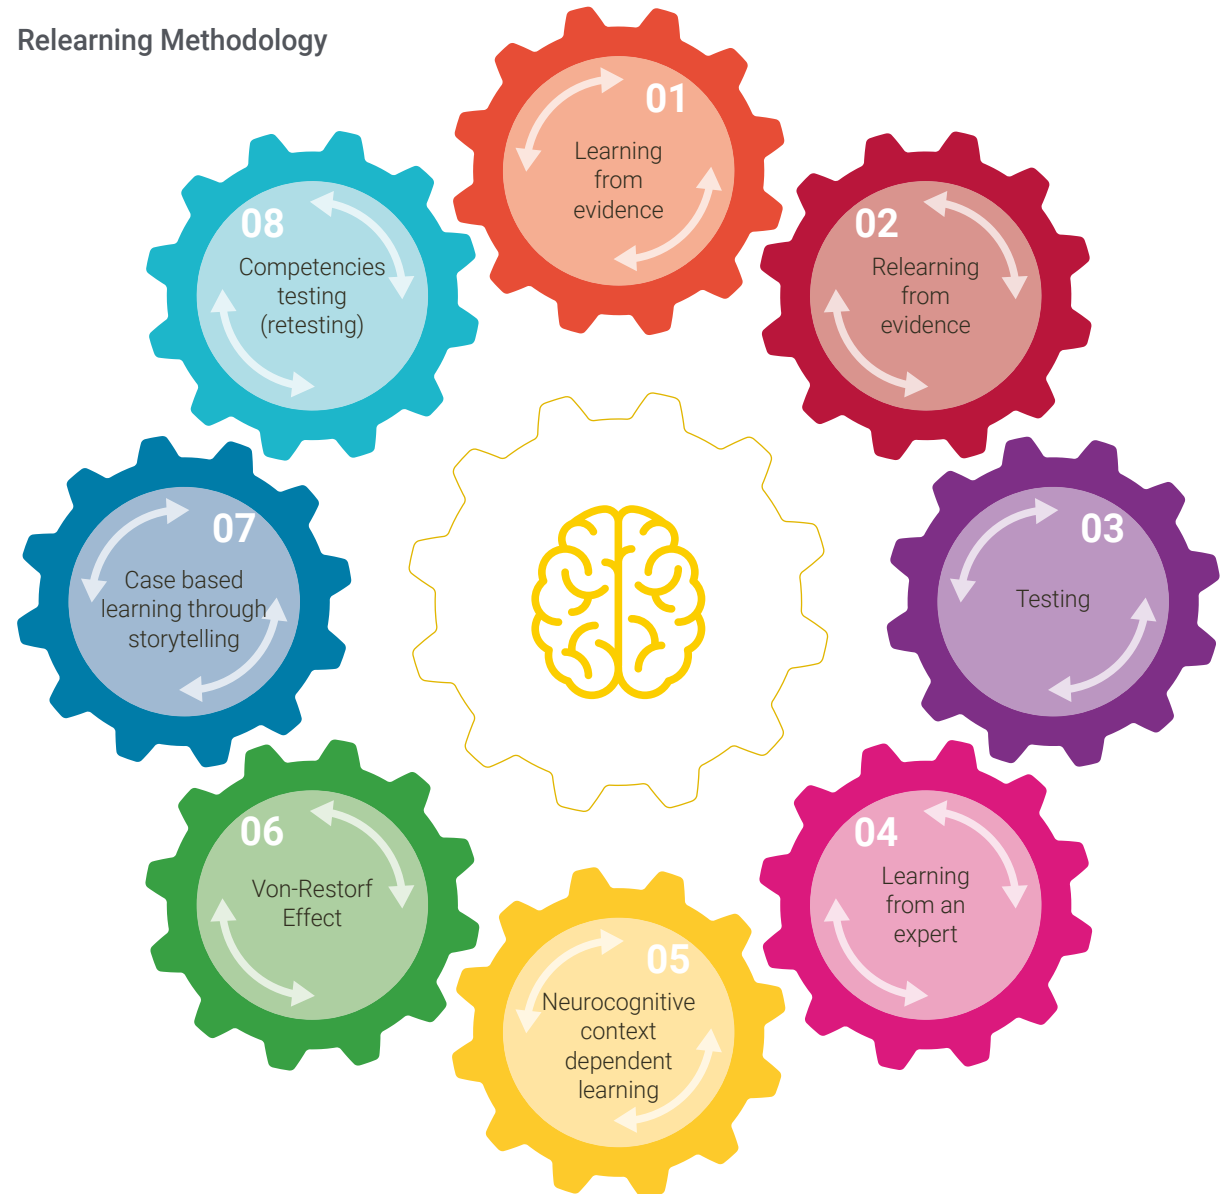 Relearning Methodology
01
Learning
from
evidence
02
Relearning
from
evidence
03
Testing
04
Learning
from an
expert
05
Neurocognitive
context
dependent
learning
06
Von-Restorf
Effect
07
Case based
learning through
storytelling
08
Competencies
testing
(retesting)